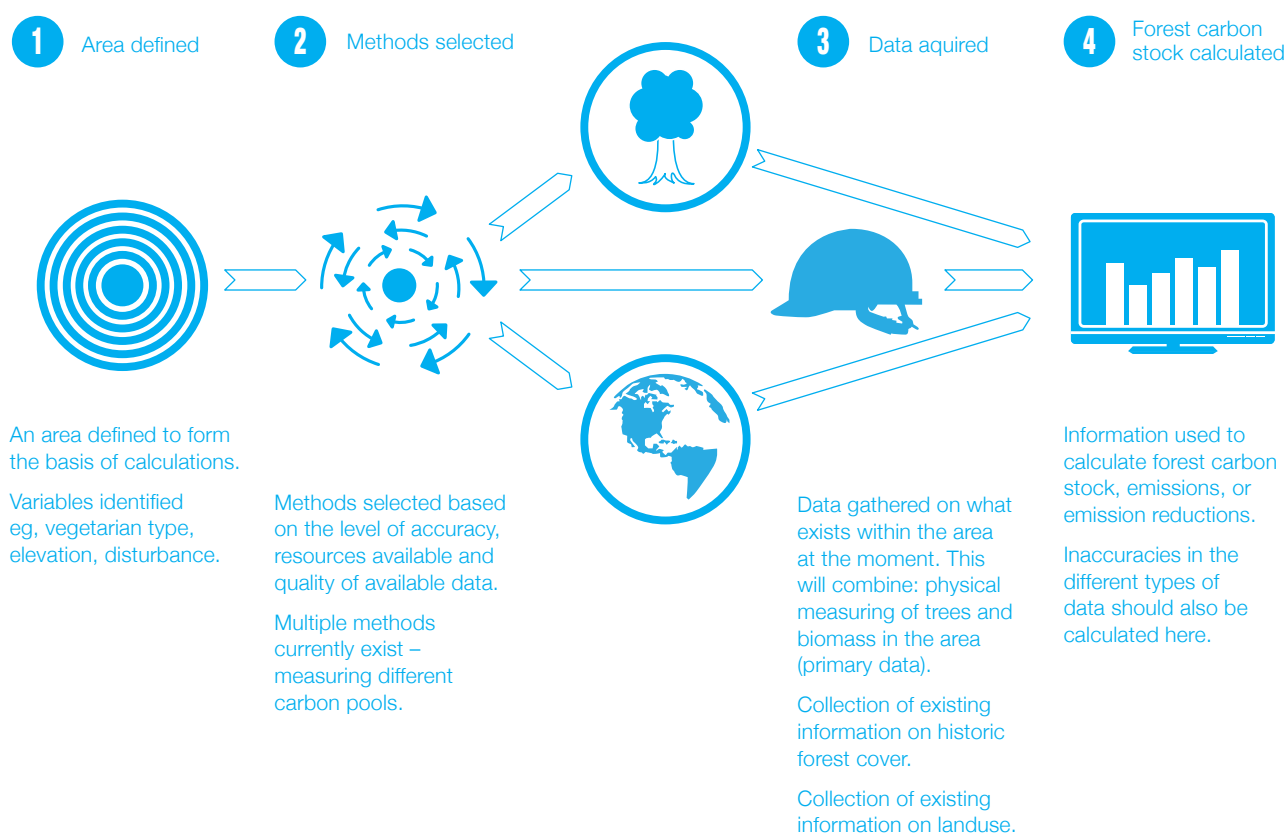 1 Area defined
2 Methods selected
3 Data aquired
4 Forest carbon
stock calculated
An area defined to form
the basis of calculations.
Variables identified
eg, vegetarian type,
elevation, disturbance.
Methods selected based
on the level of accuracy,
resources available and
quality of available data.
Multiple methods
currently exist –
measuring different
carbon pools.
Data gathered on what
exists within the area
at the moment. This
will combine: physical
measuring of trees and
biomass in the area
(primary data).
Collection of existing
information on historic
forest cover.
Collection of existing
information on landuse.
Information used to
calculate forest carbon
stock, emissions, or
emission reductions.
Inaccuracies in the
different types of
data should also be
calculated here.